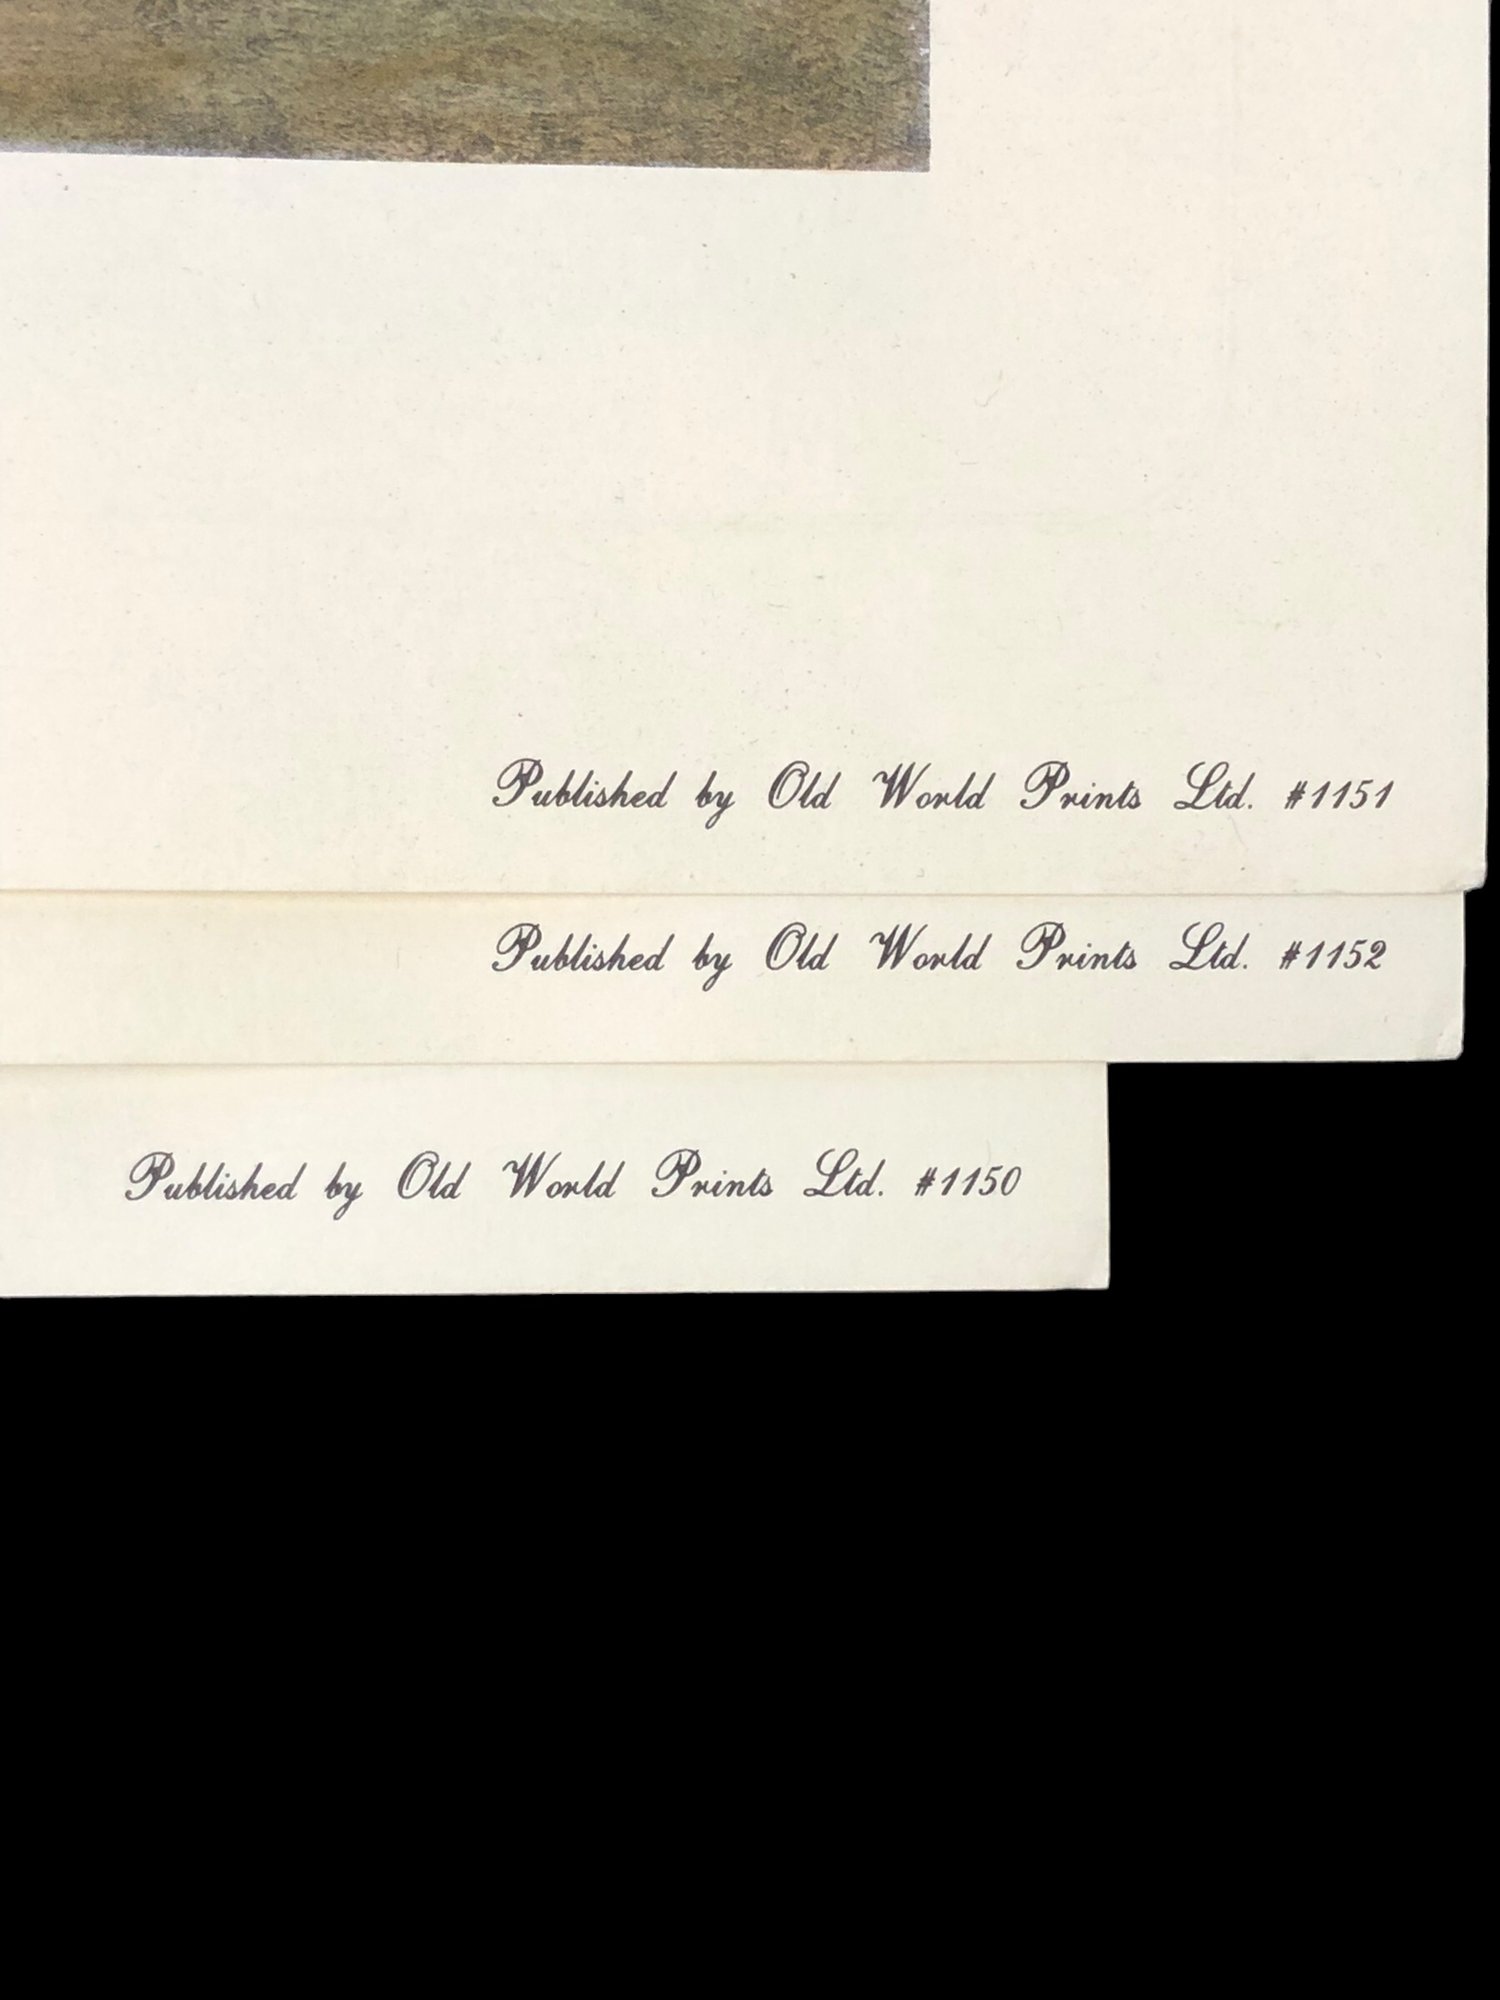 Published by Old World Prints Ltd. #1151
Published by Old World Prints Ltd. #1152
Published by Old World Prints Ltd. #1150